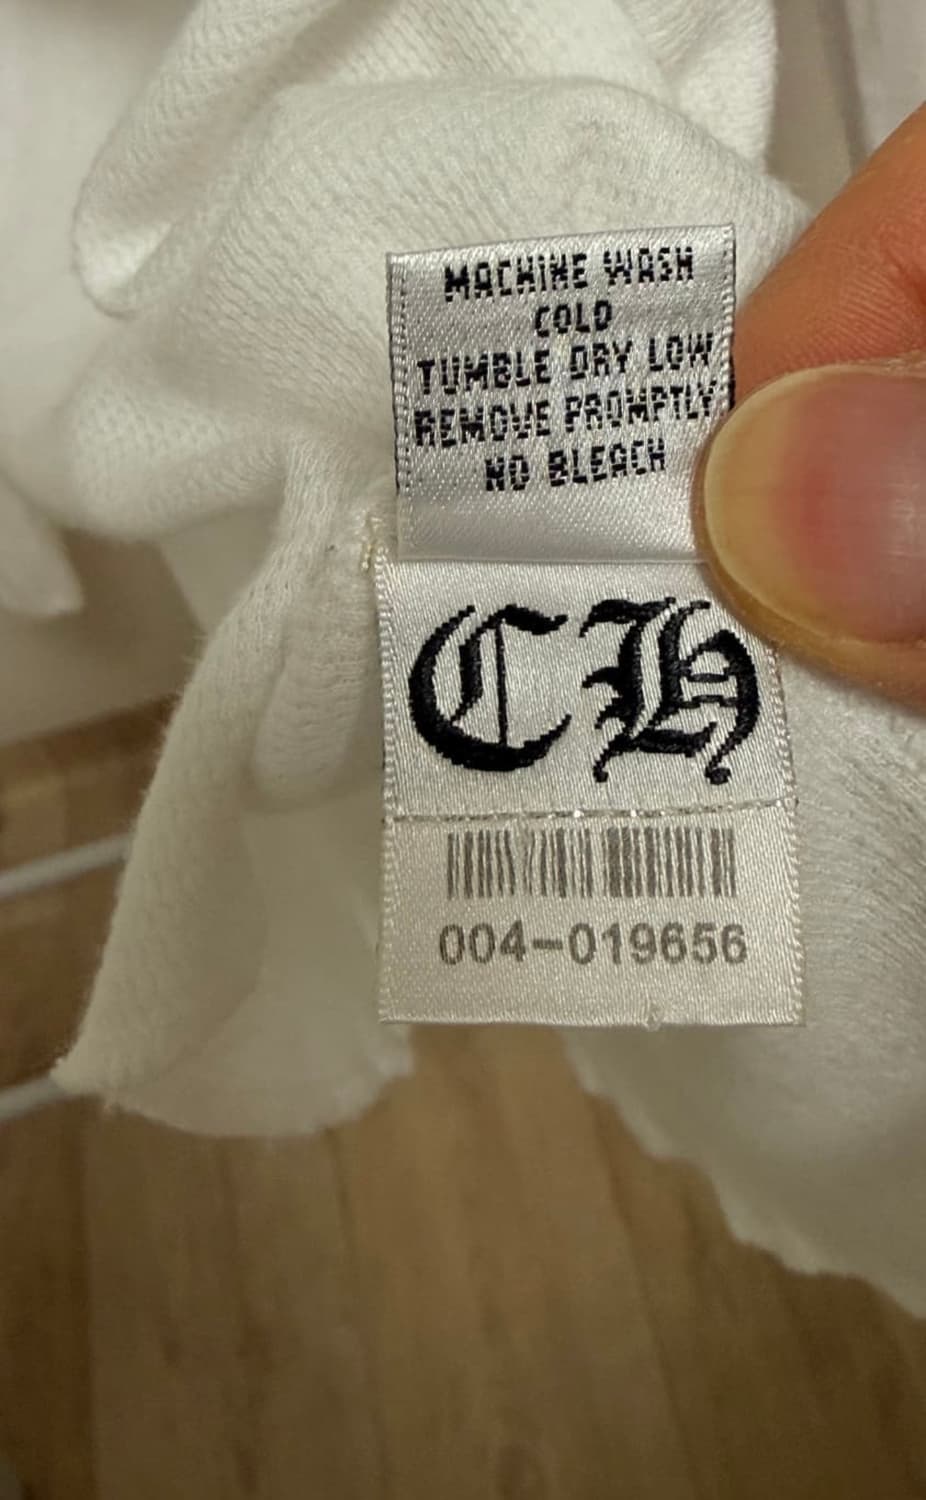 MACHINE WASH
COLD
TUMBLE DRY LOW
REMOVE PROMPTLY
NO BLEACH
CH
004-019656